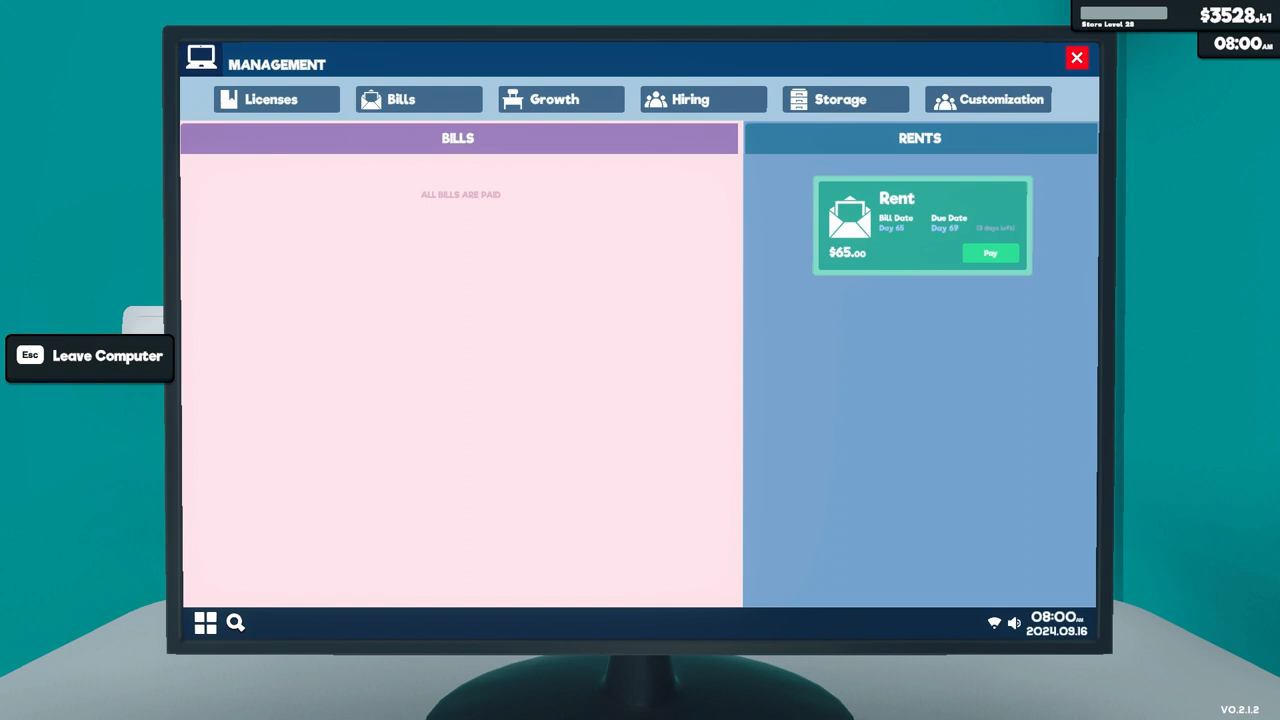 $3528.41
Store Level 28
08:00AM
MANAGEMENT
Licenses
Bills
Growth
Hiring
Storage
Customization
BILLS
RENTS
ALL BILLS ARE PAID
Rent
Bill Date
Due Date
Day 65
Day 69
days left)
$65.00
Pay
Esc
Leave Computer
08:00AM
2024.09.16
V0.2.1.2